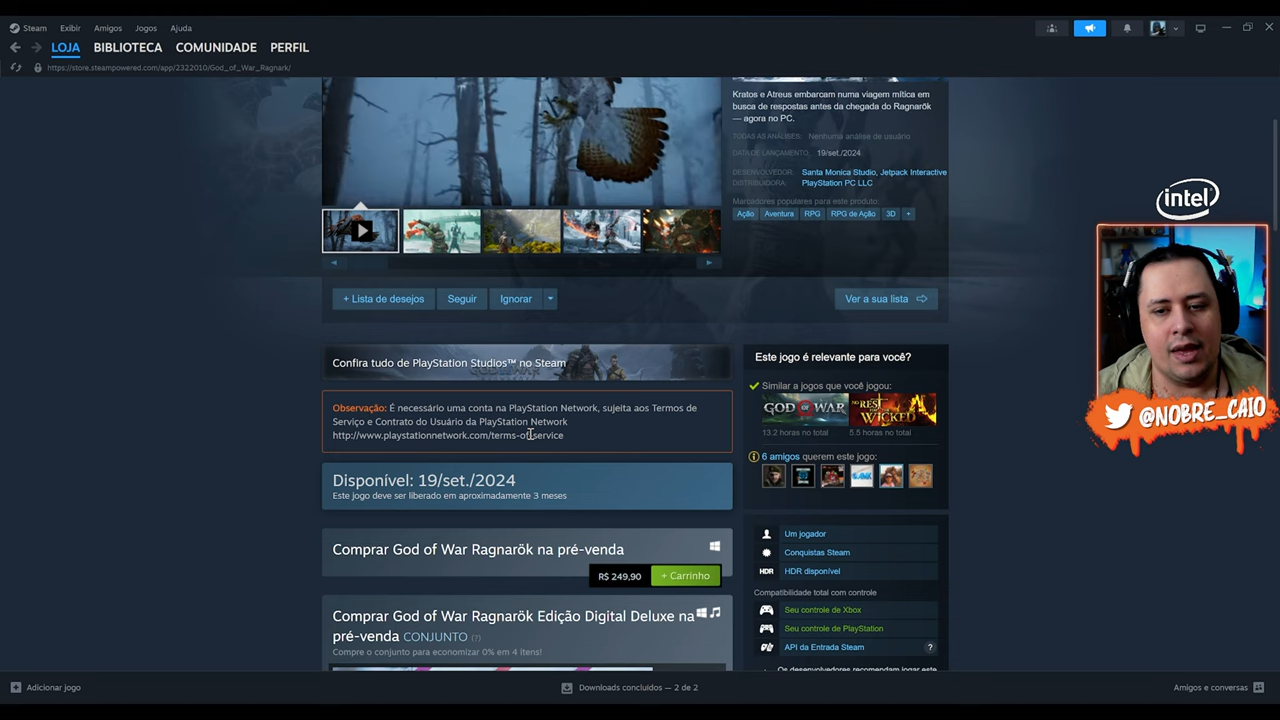 Steam Exibir Amigos Jogos Ajuda
LOJA BIBLIOTECA COMUNIDADE PERFIL
https://store.steampowered.com/app/2322010/God_of_War_Ragnark/
Kratos e Atreus embarcam numa viagem mítica em
busca de respostas antes da chegada do Ragnarök
— agora no PC.
TODAS AS ANÁLISES: Nenhuma análise de usuário
DATA DE LANÇAMENTO: 19/set./2024
DESENVOLVEDOR: Santa Monica Studio, Jetpack Interactive
DISTRIBUIDORA: PlayStation PC LLC
Marcadores populares para este produto:
Ação Aventura RPG RPG de Ação 3D +
+ Lista de desejos Seguir Ignorar Ver a sua lista
Confira tudo de PlayStation Studios™ no Steam
Observação: É necessário uma conta na PlayStation Network, sujeita aos Termos de
Serviço e Contrato do Usuário da PlayStation Network
http://www.playstationnetwork.com/terms-of-service
Disponível: 19/set./2024
Este jogo deve ser liberado em aproximadamente 3 meses
Comprar God of War Ragnarök na pré-venda
R$ 249,90 + Carrinho
Comprar God of War Ragnarök Edição Digital Deluxe na
pré-venda CONJUNTO (?)
Compre o conjunto para economizar 0% em 4 itens!
Este jogo é relevante para você?
Similar a jogos que você jogou:
GOD OF WAR NO REST FOR THE WICKED
13.2 horas no total 5.5 horas no total
6 amigos querem este jogo:
Um jogador
Conquistas Steam
HDR HDR disponível
Compatibilidade total com controle
Seu controle de Xbox
Seu controle de PlayStation
API da Entrada Steam ?
Os desenvolvedores recomendam jogar este
intel
@NOBRE_CAIO
Adicionar jogo Downloads concluídos — 2 de 2 Amigos e conversas